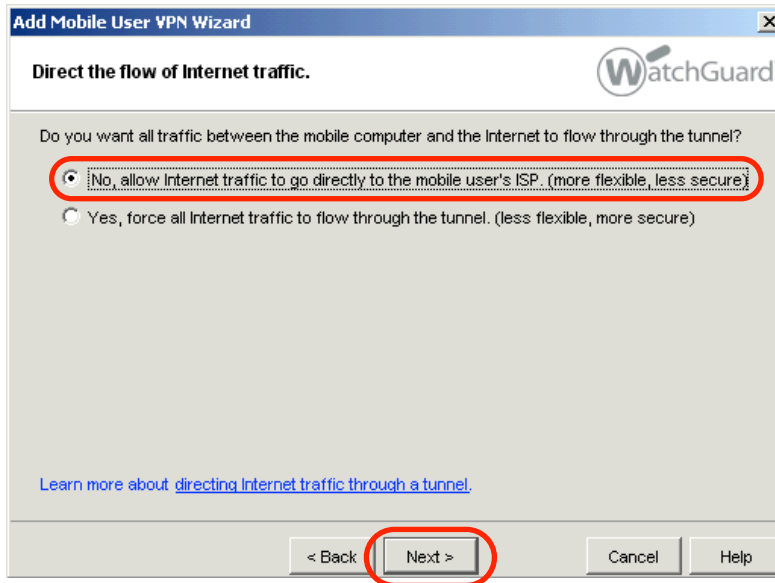 Add Mobile User VPN Wizard
Direct the flow of Internet traffic.
WatchGuard
Do you want all traffic between the mobile computer and the Internet to flow through the tunnel?
No, allow Internet traffic to go directly to the mobile user's ISP. (more flexible, less secure)
Yes, force all Internet traffic to flow through the tunnel. (less flexible, more secure)
Learn more about directing Internet traffic through a tunnel.
< Back Next > Cancel Help